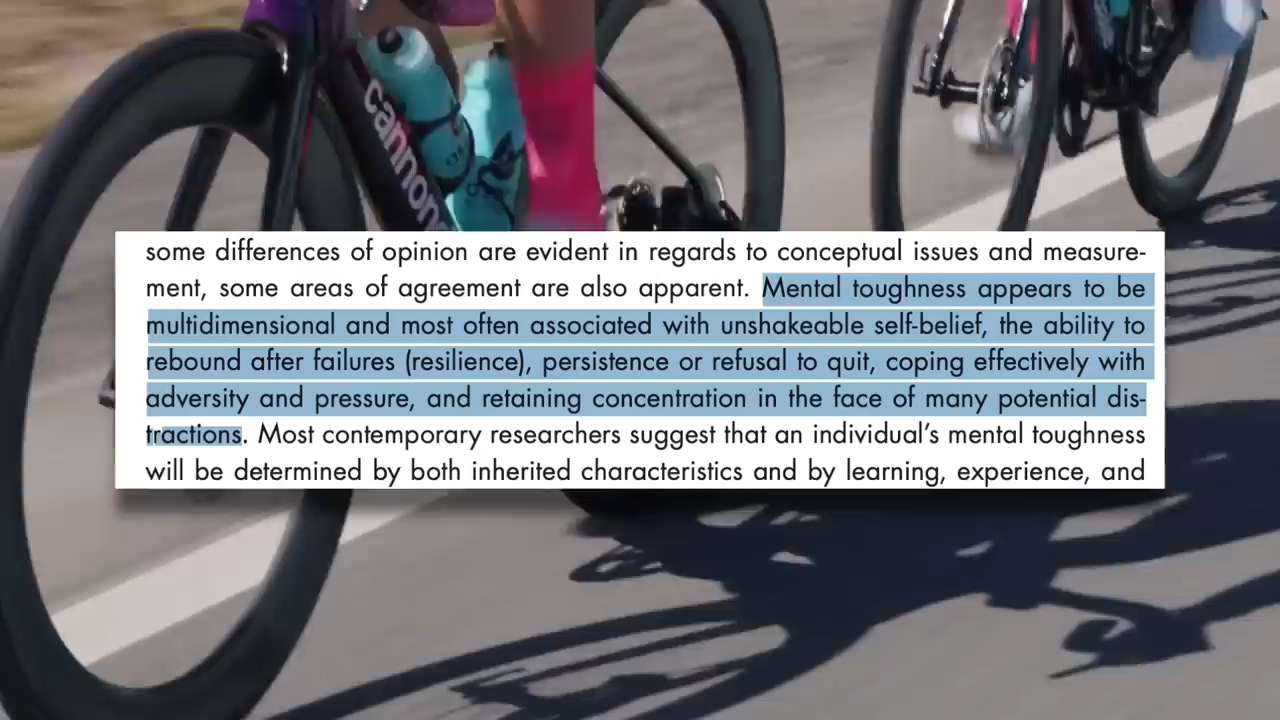 cannon
some differences of opinion are evident in regards to conceptual issues and measure-
ment, some areas of agreement are also apparent. Mental toughness appears to be
multidimensional and most often associated with unshakeable self-belief, the ability to
rebound after failures (resilience), persistence or refusal to quit, coping effectively with
adversity and pressure, and retaining concentration in the face of many potential dis-
tractions. Most contemporary researchers suggest that an individual's mental toughness
will be determined by both inherited characteristics and by learning, experience, and